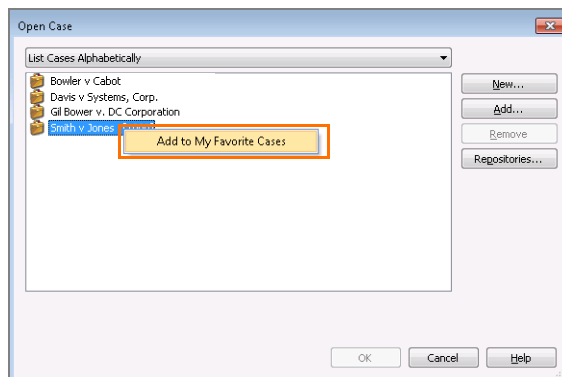 Open Case
List Cases Alphabetically
Bowler v Cabot
Davis v Systems, Corp.
Gil Bower v. DC Corporation
Smith v Jones
Add to My Favorite Cases
New...
Add...
Remove
Repositories...
OK
Cancel
Help